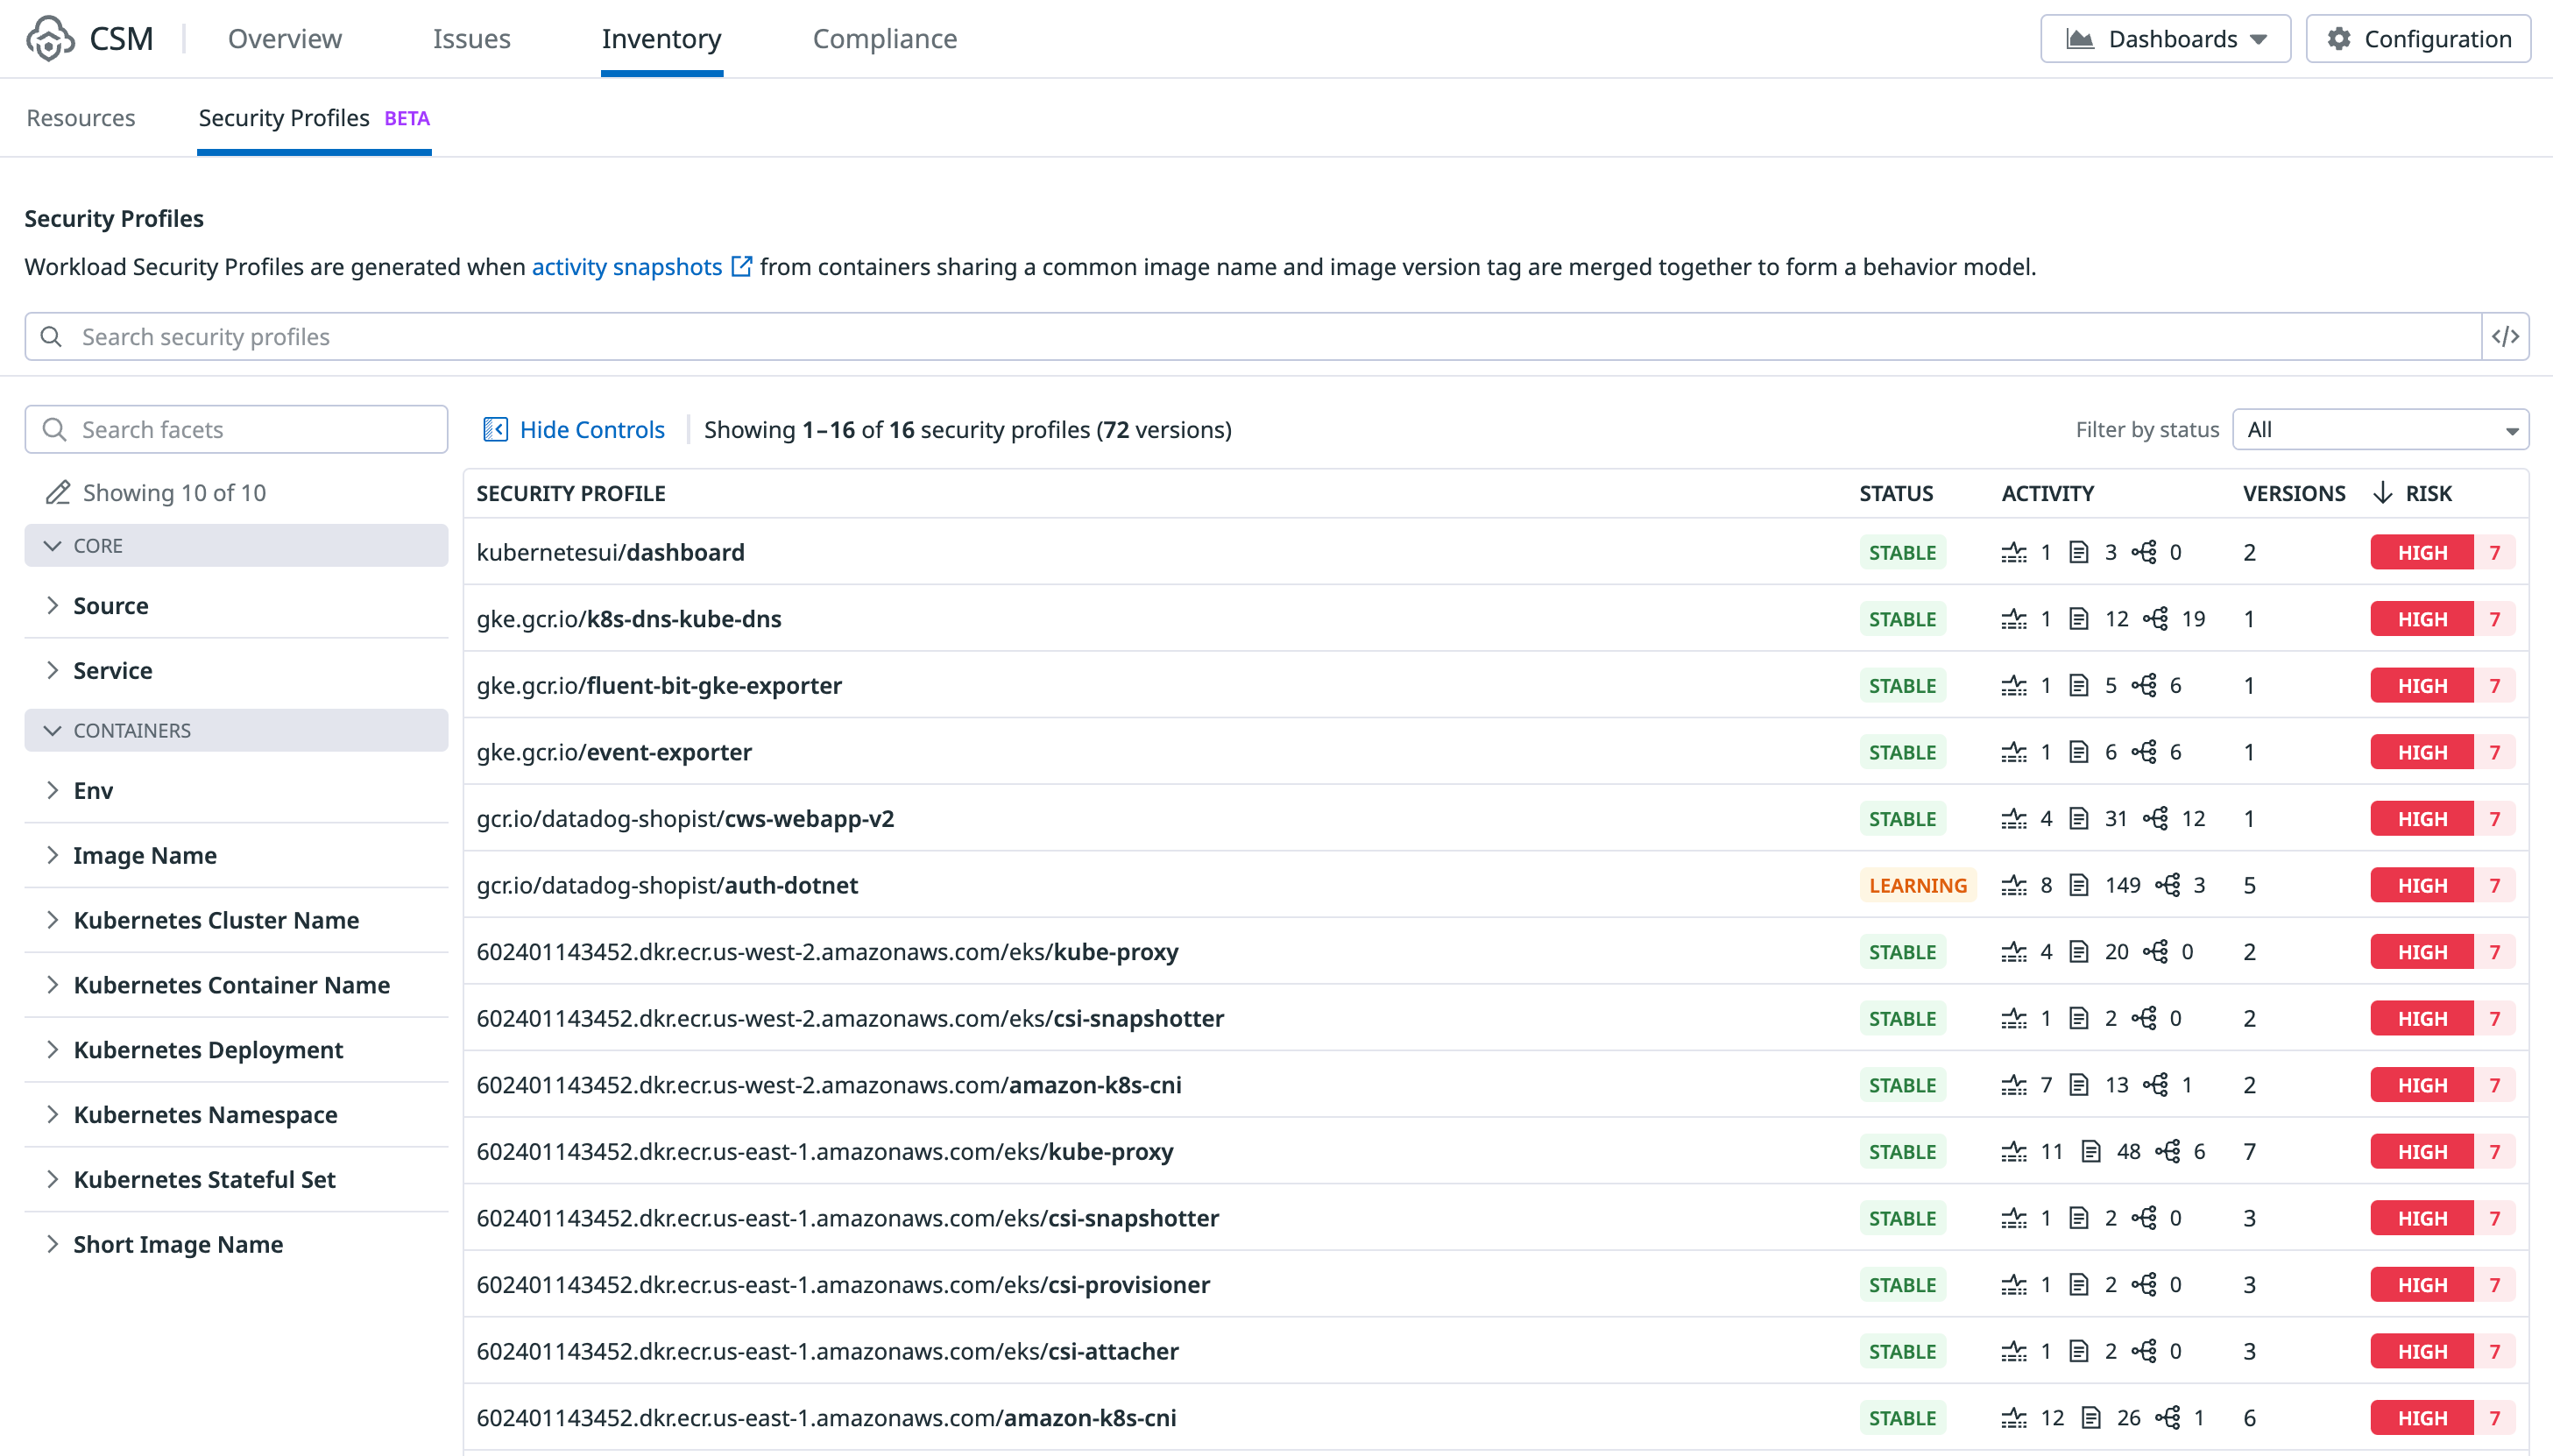 CSM Overview Issues Inventory Compliance Dashboards Configuration
Resources Security Profiles BETA
Security Profiles
Workload Security Profiles are generated when activity snapshots from containers sharing a common image name and image version tag are merged together to form a behavior model.
Search security profiles </>
Search facets
Showing 10 of 10
CORE
Source
Service
CONTAINERS
Env
Image Name
Kubernetes Cluster Name
Kubernetes Container Name
Kubernetes Deployment
Kubernetes Namespace
Kubernetes Stateful Set
Short Image Name
Hide Controls Showing 1–16 of 16 security profiles (72 versions) Filter by status All
SECURITY PROFILE STATUS ACTIVITY VERSIONS RISK
kubernetesui/dashboard STABLE 1 3 0 2 HIGH 7
gke.gcr.io/k8s-dns-kube-dns STABLE 1 12 19 1 HIGH 7
gke.gcr.io/fluent-bit-gke-exporter STABLE 1 5 6 1 HIGH 7
gke.gcr.io/event-exporter STABLE 1 6 6 1 HIGH 7
gcr.io/datadog-shopist/cws-webapp-v2 STABLE 4 31 12 1 HIGH 7
gcr.io/datadog-shopist/auth-dotnet LEARNING 8 149 3 5 HIGH 7
602401143452.dkr.ecr.us-west-2.amazonaws.com/eks/kube-proxy STABLE 4 20 0 2 HIGH 7
602401143452.dkr.ecr.us-west-2.amazonaws.com/eks/csi-snapshotter STABLE 1 2 0 2 HIGH 7
602401143452.dkr.ecr.us-west-2.amazonaws.com/amazon-k8s-cni STABLE 7 13 1 2 HIGH 7
602401143452.dkr.ecr.us-east-1.amazonaws.com/eks/kube-proxy STABLE 11 48 6 7 HIGH 7
602401143452.dkr.ecr.us-east-1.amazonaws.com/eks/csi-snapshotter STABLE 1 2 0 3 HIGH 7
602401143452.dkr.ecr.us-east-1.amazonaws.com/eks/csi-provisioner STABLE 1 2 0 3 HIGH 7
602401143452.dkr.ecr.us-east-1.amazonaws.com/eks/csi-attacher STABLE 1 2 0 3 HIGH 7
602401143452.dkr.ecr.us-east-1.amazonaws.com/amazon-k8s-cni STABLE 12 26 1 6 HIGH 7